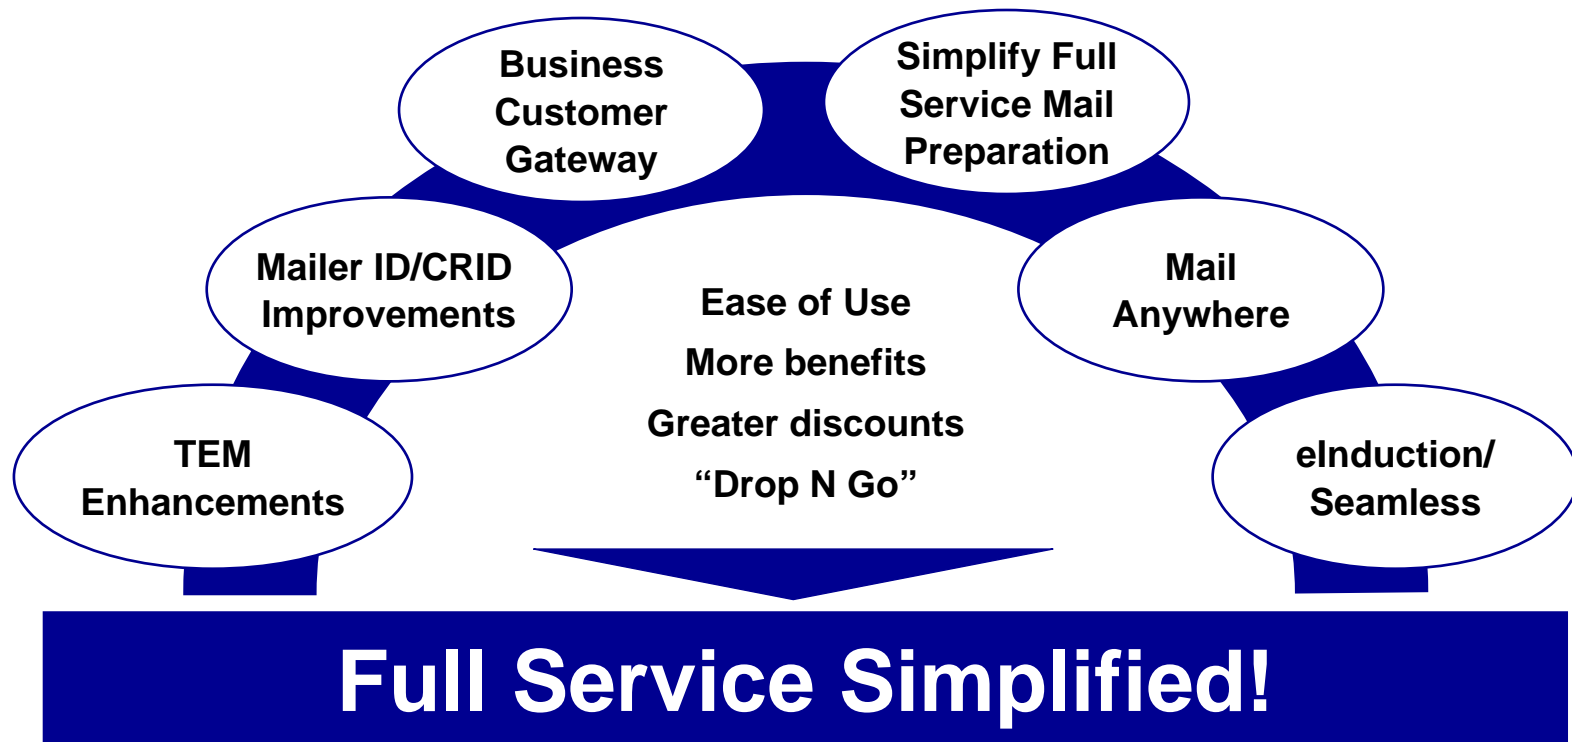 Business
Customer
Gateway
Simplify Full
Service Mail
Preparation
Mailer ID/CRID
Improvements
Mail
Anywhere
TEM
Enhancements
eInduction/
Seamless
Ease of Use
More benefits
Greater discounts
“Drop N Go”
Full Service Simplified!